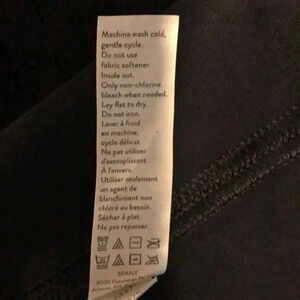 Machine wash cold,
gentle cycle.
Do not use
fabric softener.
Inside out.
Only non-chlorine
bleach when needed.
Lay flat to dry.
Do not iron.
Laver à froid
en machine,
cycle délicat.
Ne pas utiliser
d'assouplissant.
À l'envers.
Utiliser seulement
un agent de
blanchiment non
chloré au besoin.
Sécher à plat.
Ne pas repasser.
SPANX